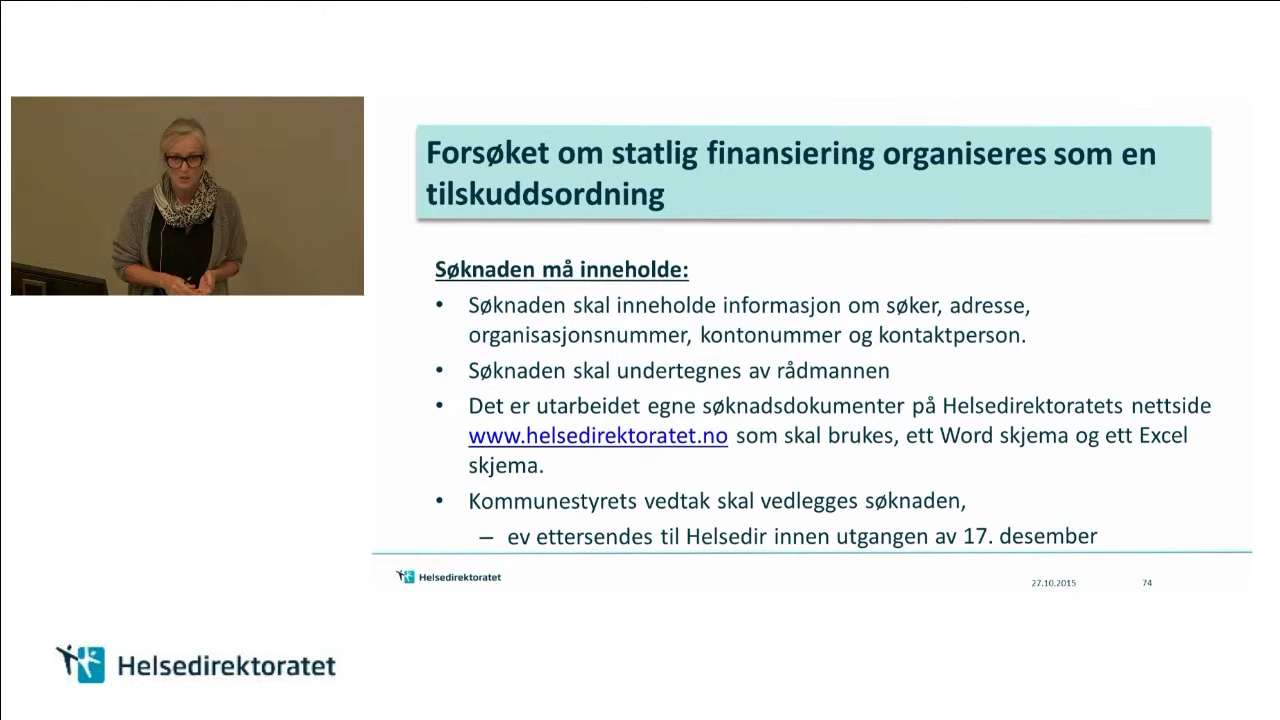 Forsøket om statlig finansiering organiseres som en
tilskuddsordning
Søknaden må inneholde:
• Søknaden skal inneholde informasjon om søker, adresse,
organisasjonsnummer, kontonummer og kontaktperson.
• Søknaden skal undertegnes av rådmannen
• Det er utarbeidet egne søknadsdokumenter på Helsedirektoratets nettside
www.helsedirektoratet.no som skal brukes, ett Word skjema og ett Excel
skjema.
• Kommunestyrets vedtak skal vedlegges søknaden,
– ev ettersendes til Helsedir innen utgangen av 17. desember
Helsedirektoratet
27.10.2015
74
Helsedirektoratet